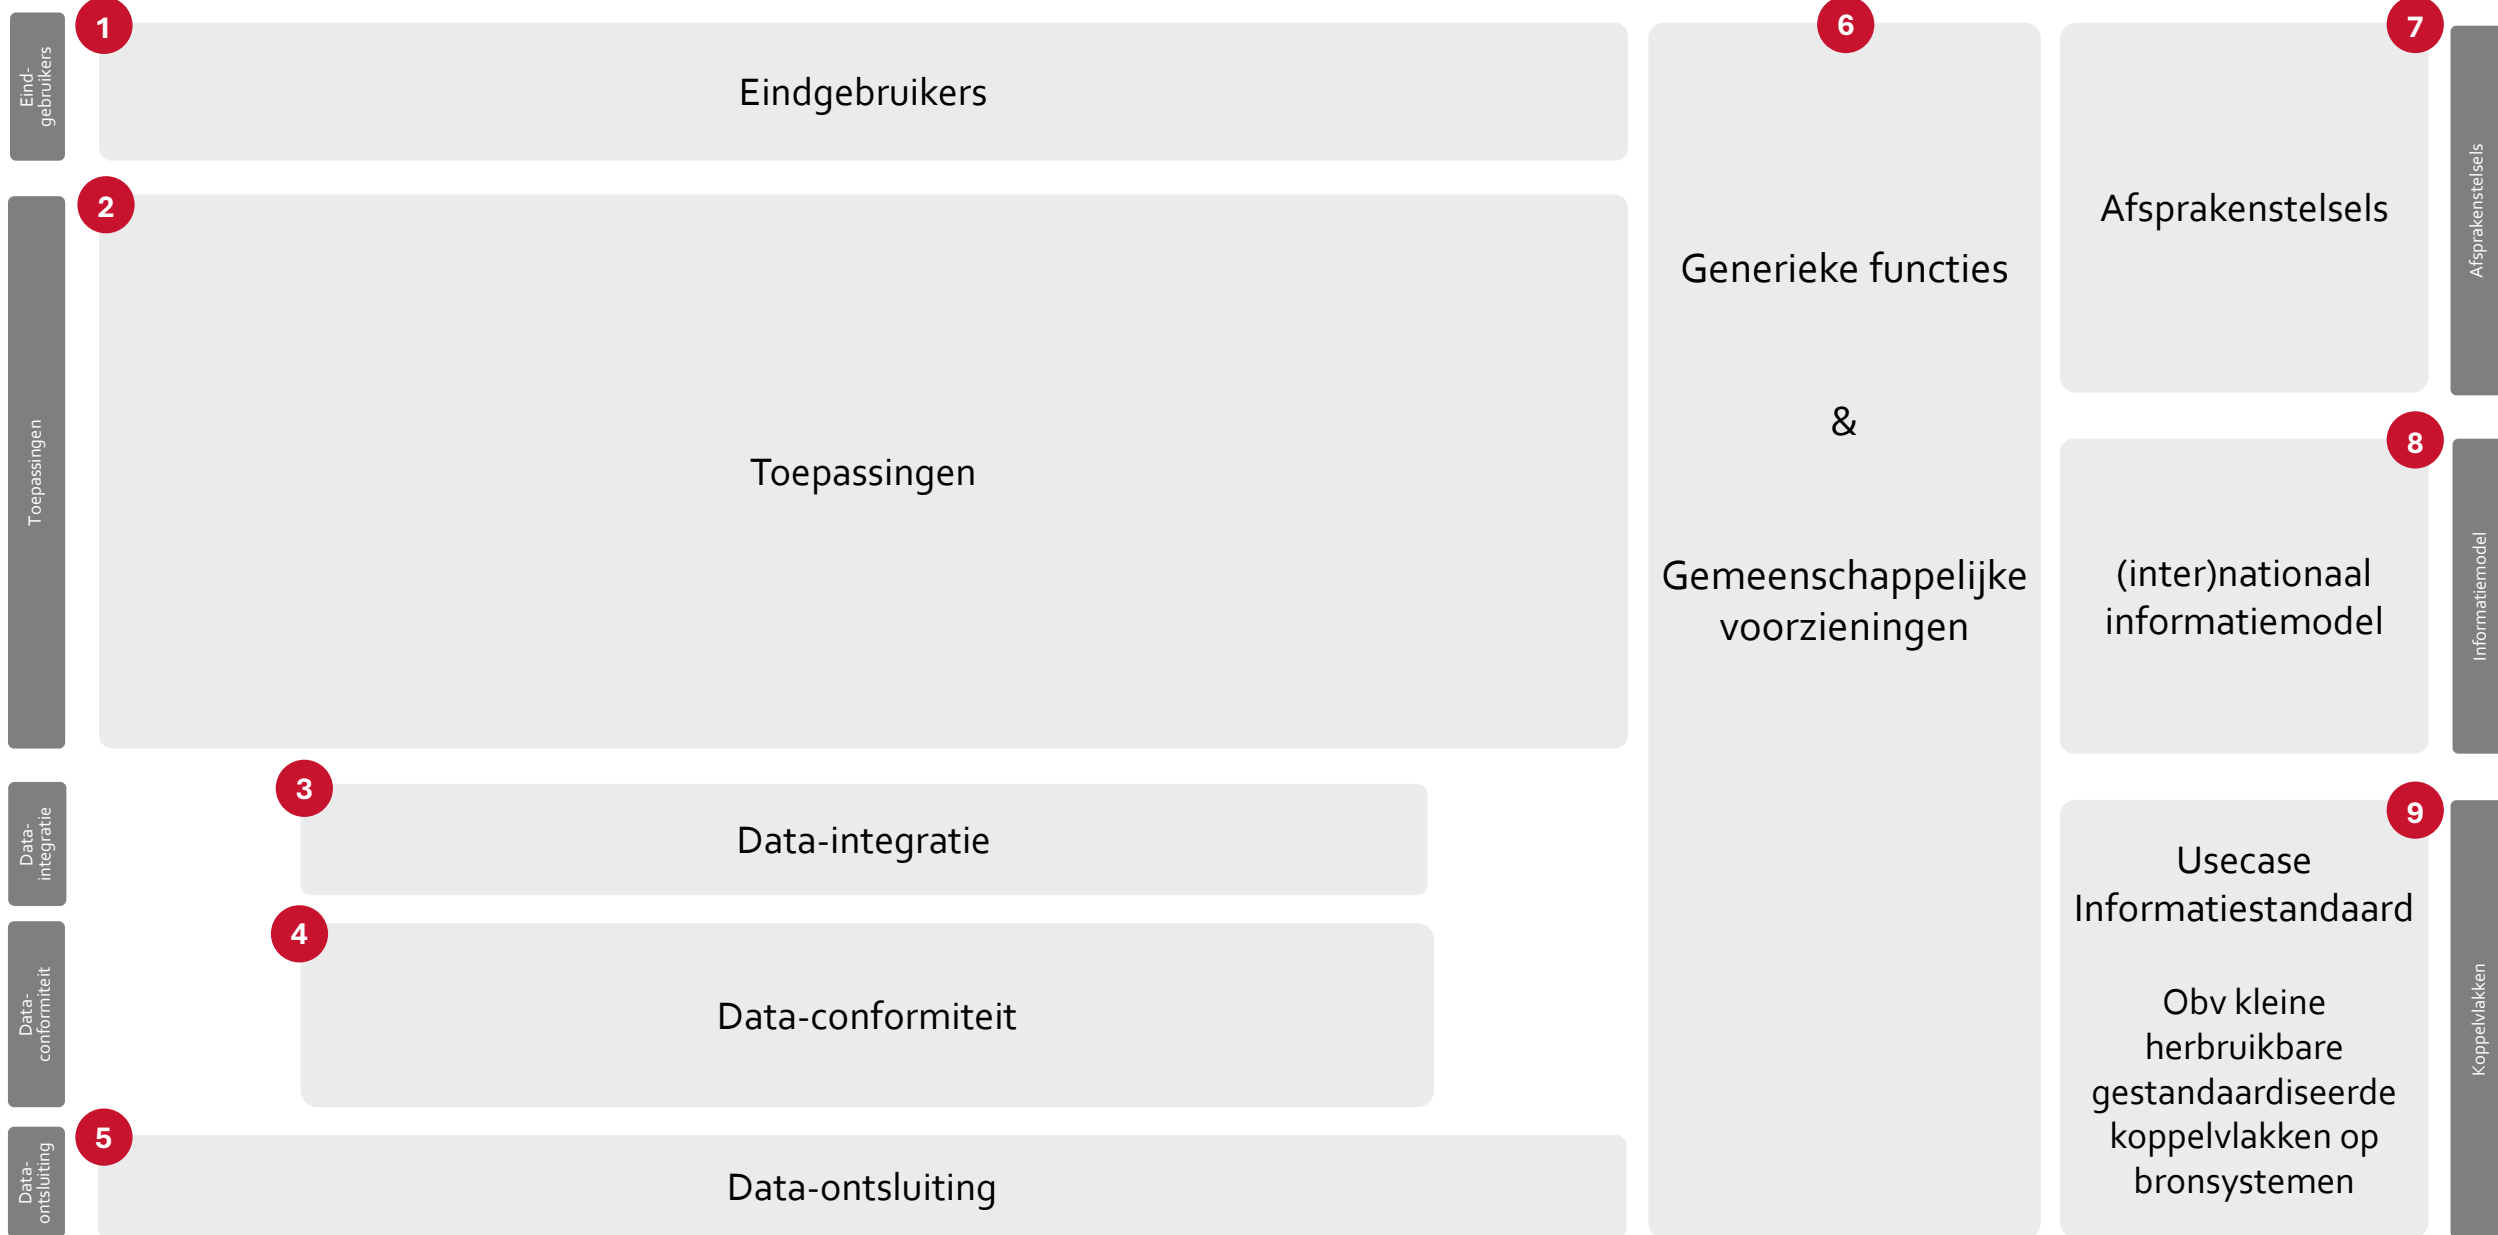 Eind-
gebruikers
1
Eindgebruikers
2
Toepassingen
Toepassingen
3
Data-
integratie
Data-integratie
4
Data-
conformiteit
Data-conformiteit
5
Data-
ontsluiting
Data-ontsluiting
6
Generieke functies
&
Gemeenschappelijke
voorzieningen
7
Afsprakenstelsels
Afsprakenstelsels
8
(inter)nationaal
informatiemodel
Informatiemodel
9
Usecase
Informatiestandaard
Obv kleine
herbruikbare
gestandaardiseerde
koppelvlakken op
bronsystemen
Koppelvlakken